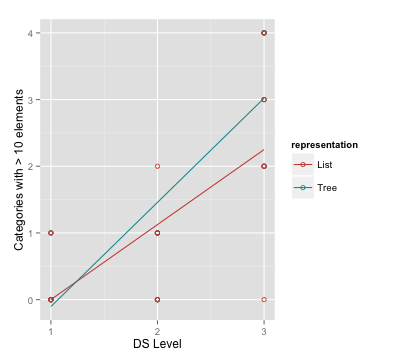 4
3
2
1
0
Categories with > 10 elements
1 2 3
DS Level
representation
List
Tree